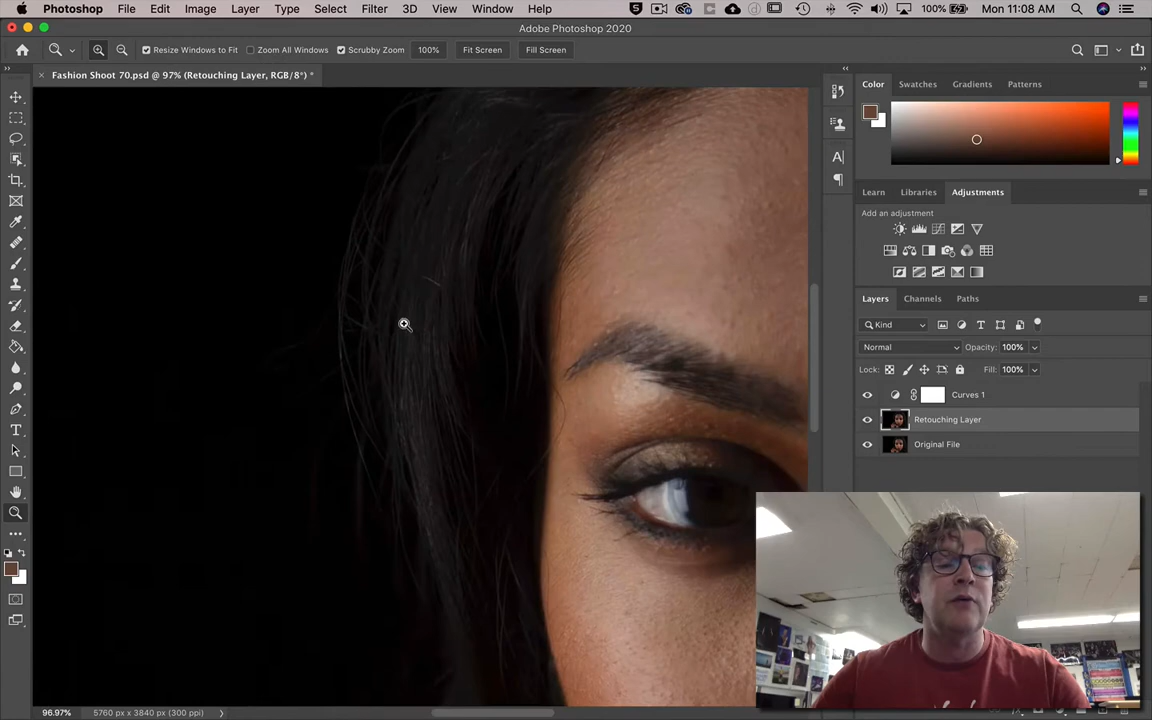 Photoshop File Edit Image Layer Type Select Filter 3D View Window Help 100% Mon 11:08 AM
Adobe Photoshop 2020
Resize Windows to Fit Zoom All Windows Scrubby Zoom 100% Fit Screen Fill Screen
Fashion Shoot 70.psd @ 97% (Retouching Layer, RGB/8*) *
Color Swatches Gradients Patterns
Learn Libraries Adjustments
Add an adjustment
Layers Channels Paths
Kind
Normal Opacity: 100%
Lock: Fill: 100%
Curves 1
Retouching Layer
Original File
96.97% 5760 px x 3840 px (300 ppi)